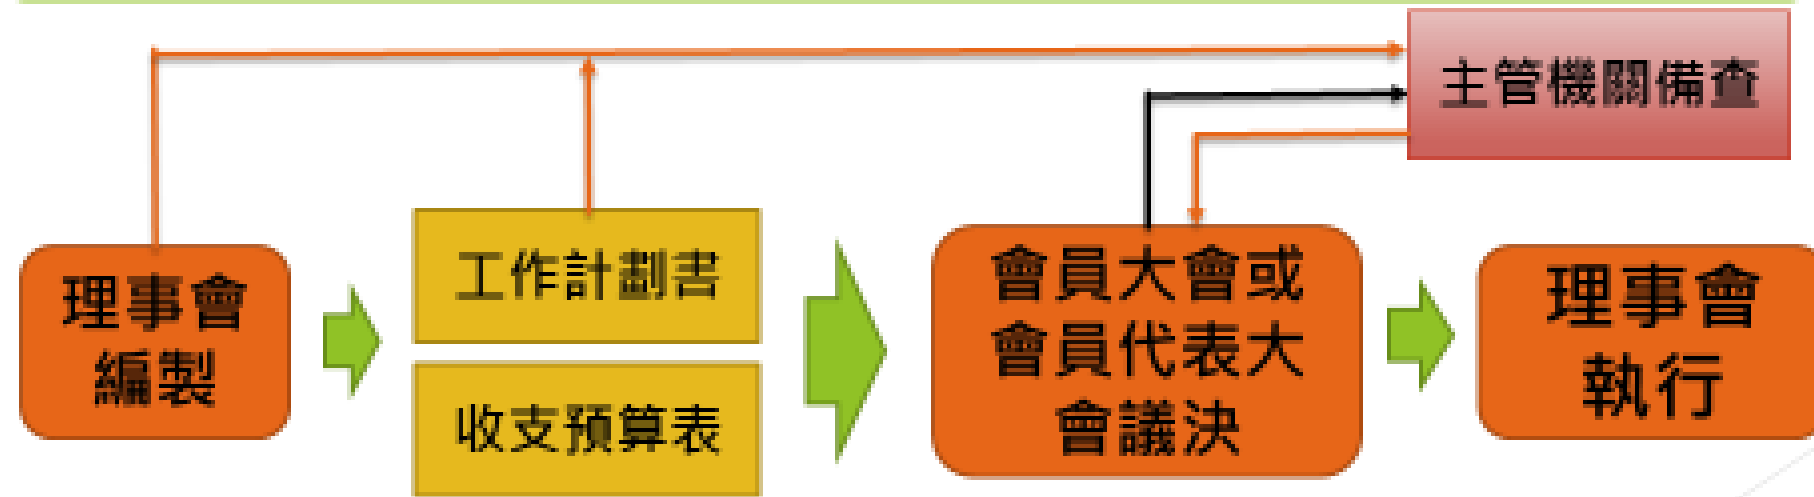 主管機關備查
理事會
編製
工作計劃書
收支預算表
會員大會或
會員代表大
會議決
理事會
執行